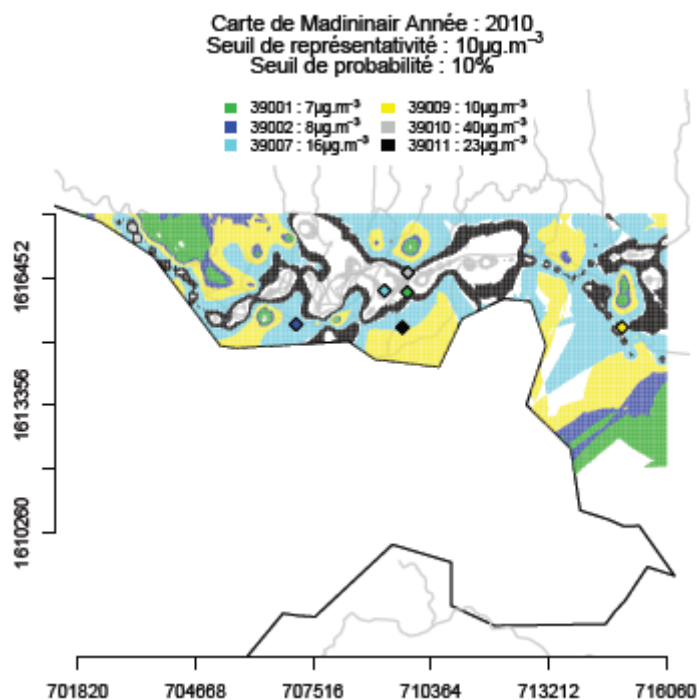 Carte de Madininair Année : 2010
Seuil de représentativité : 10µg.m⁻³
Seuil de probabilité : 10%
39001 : 7µg.m⁻³ 39009 : 10µg.m⁻³
39002 : 8µg.m⁻³ 39010 : 40µg.m⁻³
39007 : 16µg.m⁻³ 39011 : 23µg.m⁻³
1616452
1613356
1610260
701820 704668 707516 710364 713212 716060